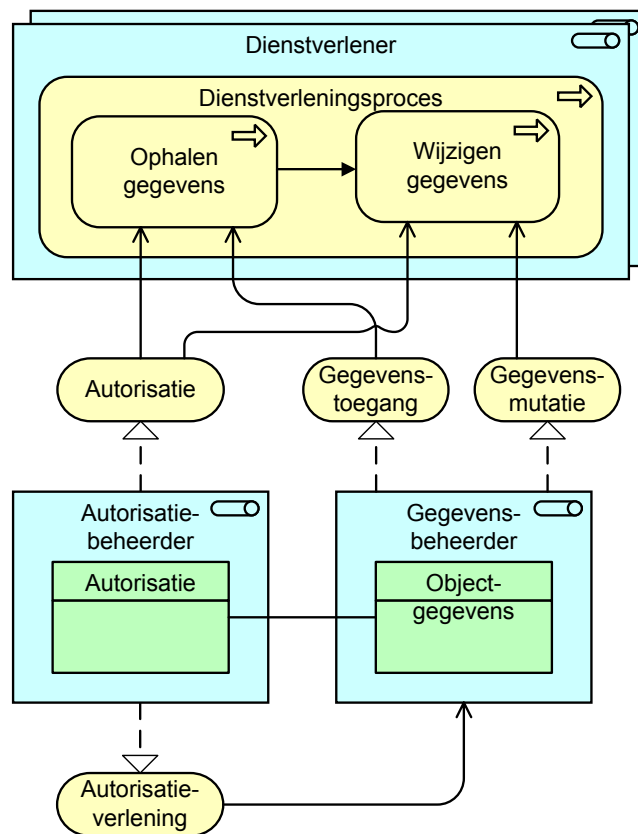 Dienstverlener
Dienstverleningsproces
Ophalen
gegevens
Wijzigen
gegevens
Autorisatie
Gegevens-
toegang
Gegevens-
mutatie
Autorisatie-
beheerder
Autorisatie
Gegevens-
beheerder
Object-
gegevens
Autorisatie-
verlening